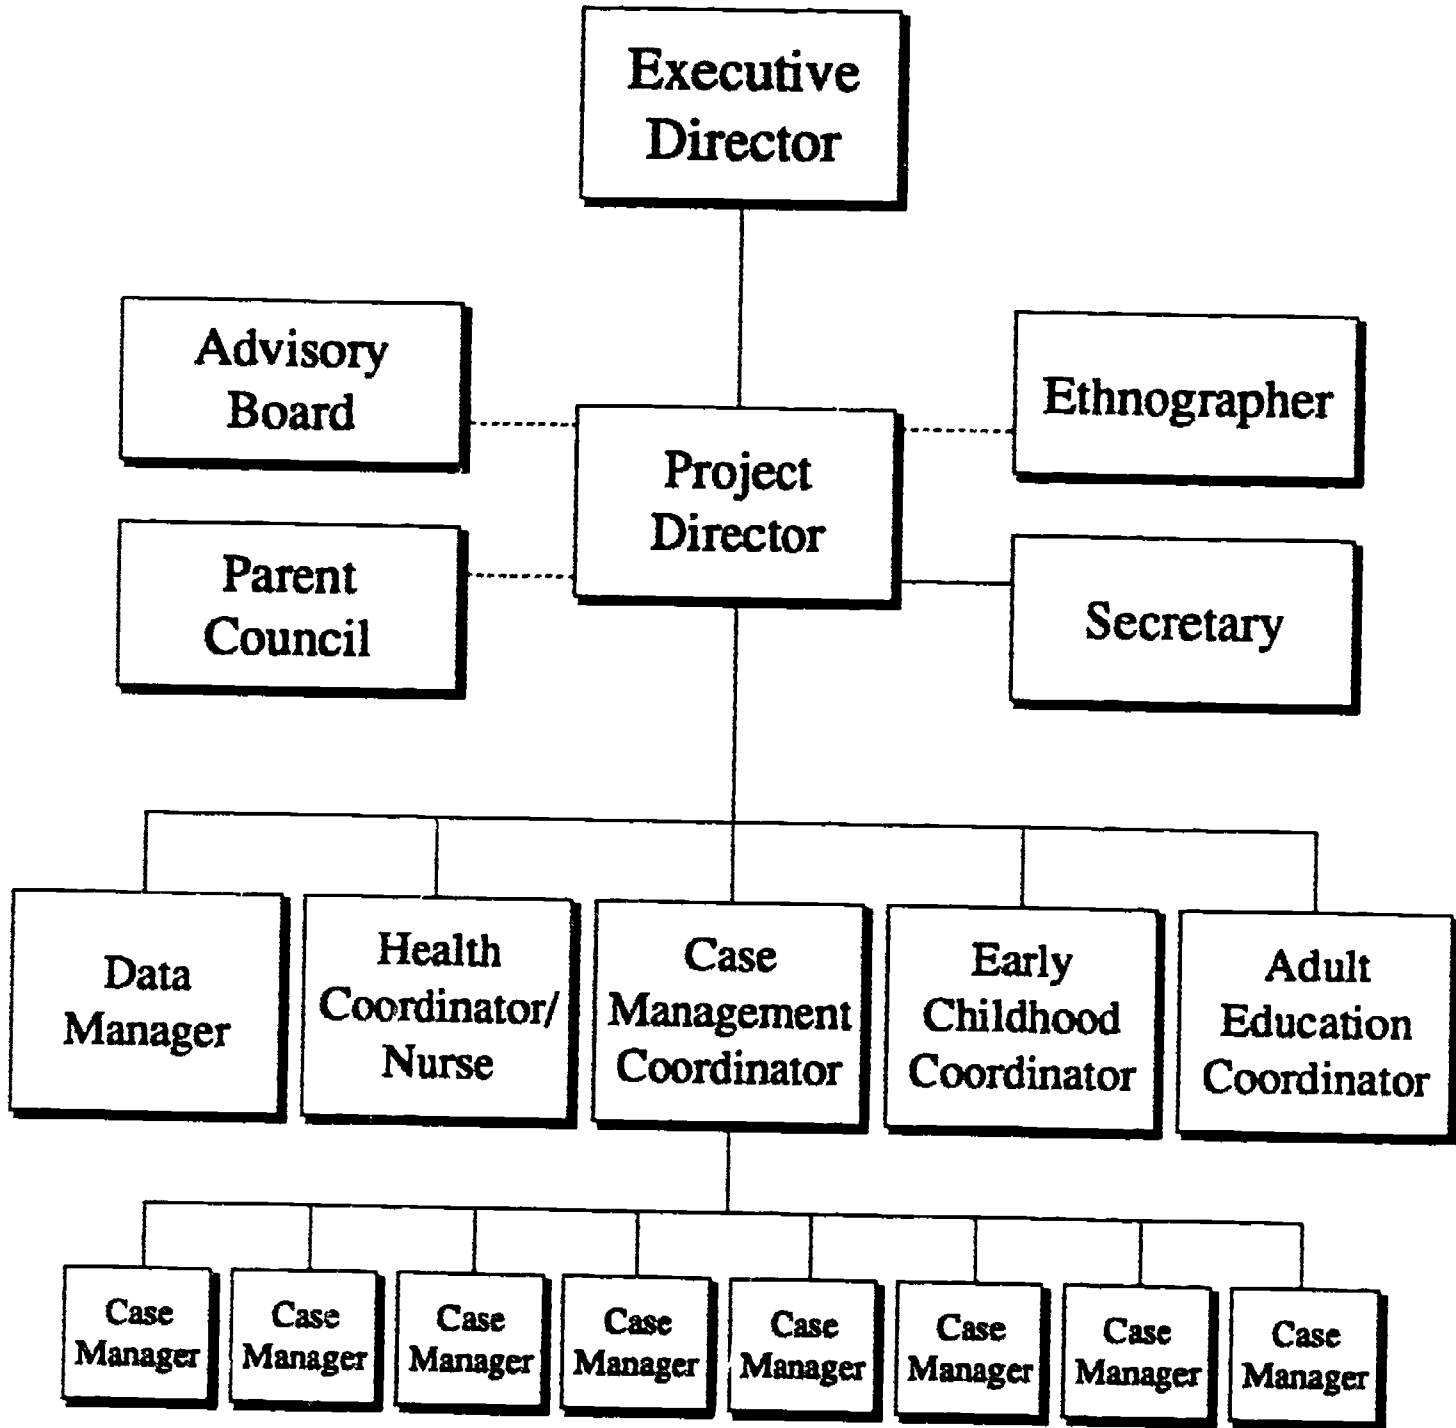 Executive
Director
Advisory
Board
Ethnographer
Project
Director
Parent
Council
Secretary
Data
Manager
Health
Coordinator/
Nurse
Case
Management
Coordinator
Early
Childhood
Coordinator
Adult
Education
Coordinator
Case
Manager
Case
Manager
Case
Manager
Case
Manager
Case
Manager
Case
Manager
Case
Manager
Case
Manager